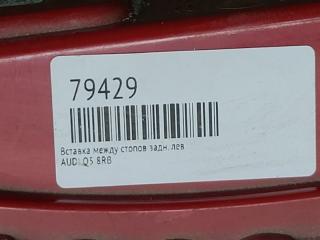 79429
Вставка между стопов задн. лев
AUDI Q5 8RB